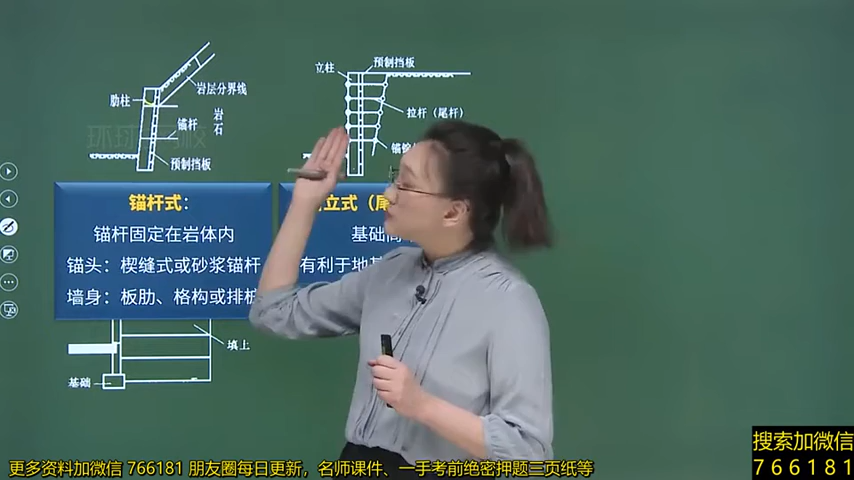 立柱
预制挡板
岩层分界线
肋柱
岩石
锚杆
拉杆（尾杆）
预制挡板
锚杆式：
锚杆固定在岩体内
锚头：楔缝式或砂浆锚杆
墙身：板肋、格构或排桩
立式（尾
基础
有利于地
填土
基础
搜索加微信
766181
更多资料加微信 766181 朋友圈每日更新，名师课件、一手考前绝密押题三页纸等